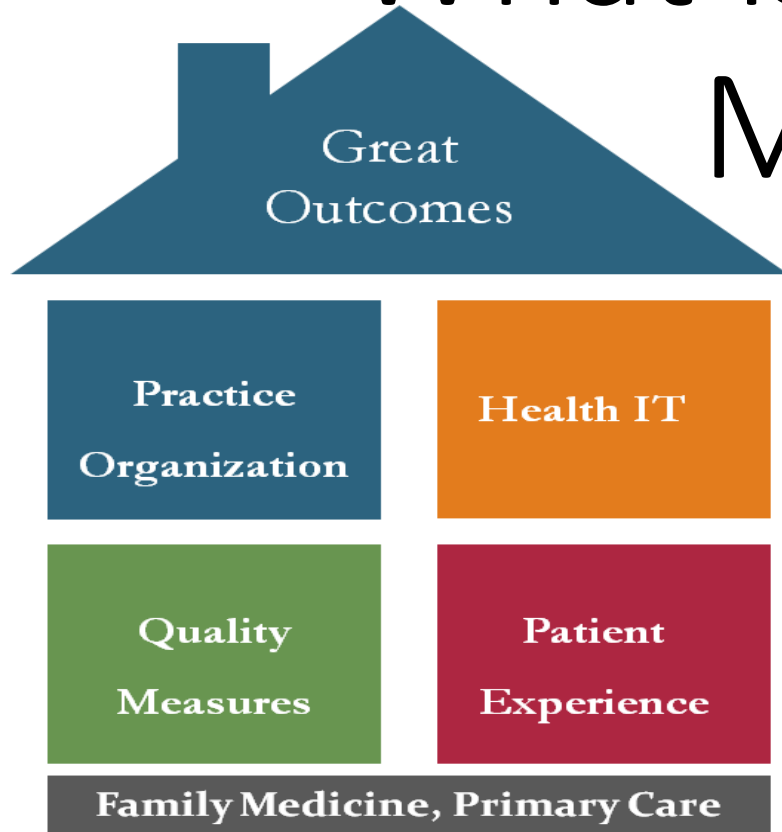 Great
Outcomes
Practice
Organization
Health IT
Quality
Measures
Patient
Experience
Family Medicine, Primary Care